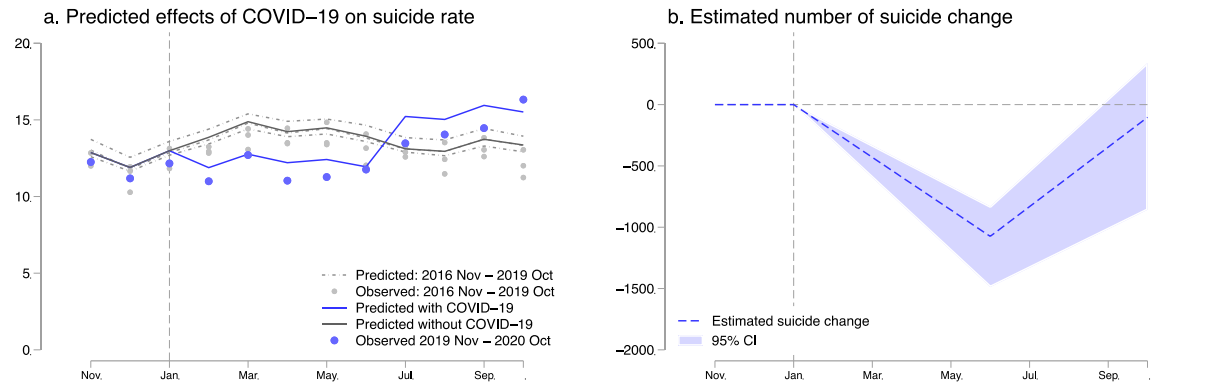 a. Predicted effects of COVID–19 on suicide rate
20.
15.
10.
5.
0.
Predicted: 2016 Nov – 2019 Oct
Observed: 2016 Nov – 2019 Oct
Predicted with COVID–19
Predicted without COVID–19
Observed 2019 Nov – 2020 Oct
Nov. Jan. Mar. May. Jul. Sep. .
b. Estimated number of suicide change
500.
0.
−500.
−1000.
−1500.
−2000.
Estimated suicide change
95% CI
Nov. Jan. Mar. May. Jul. Sep. .